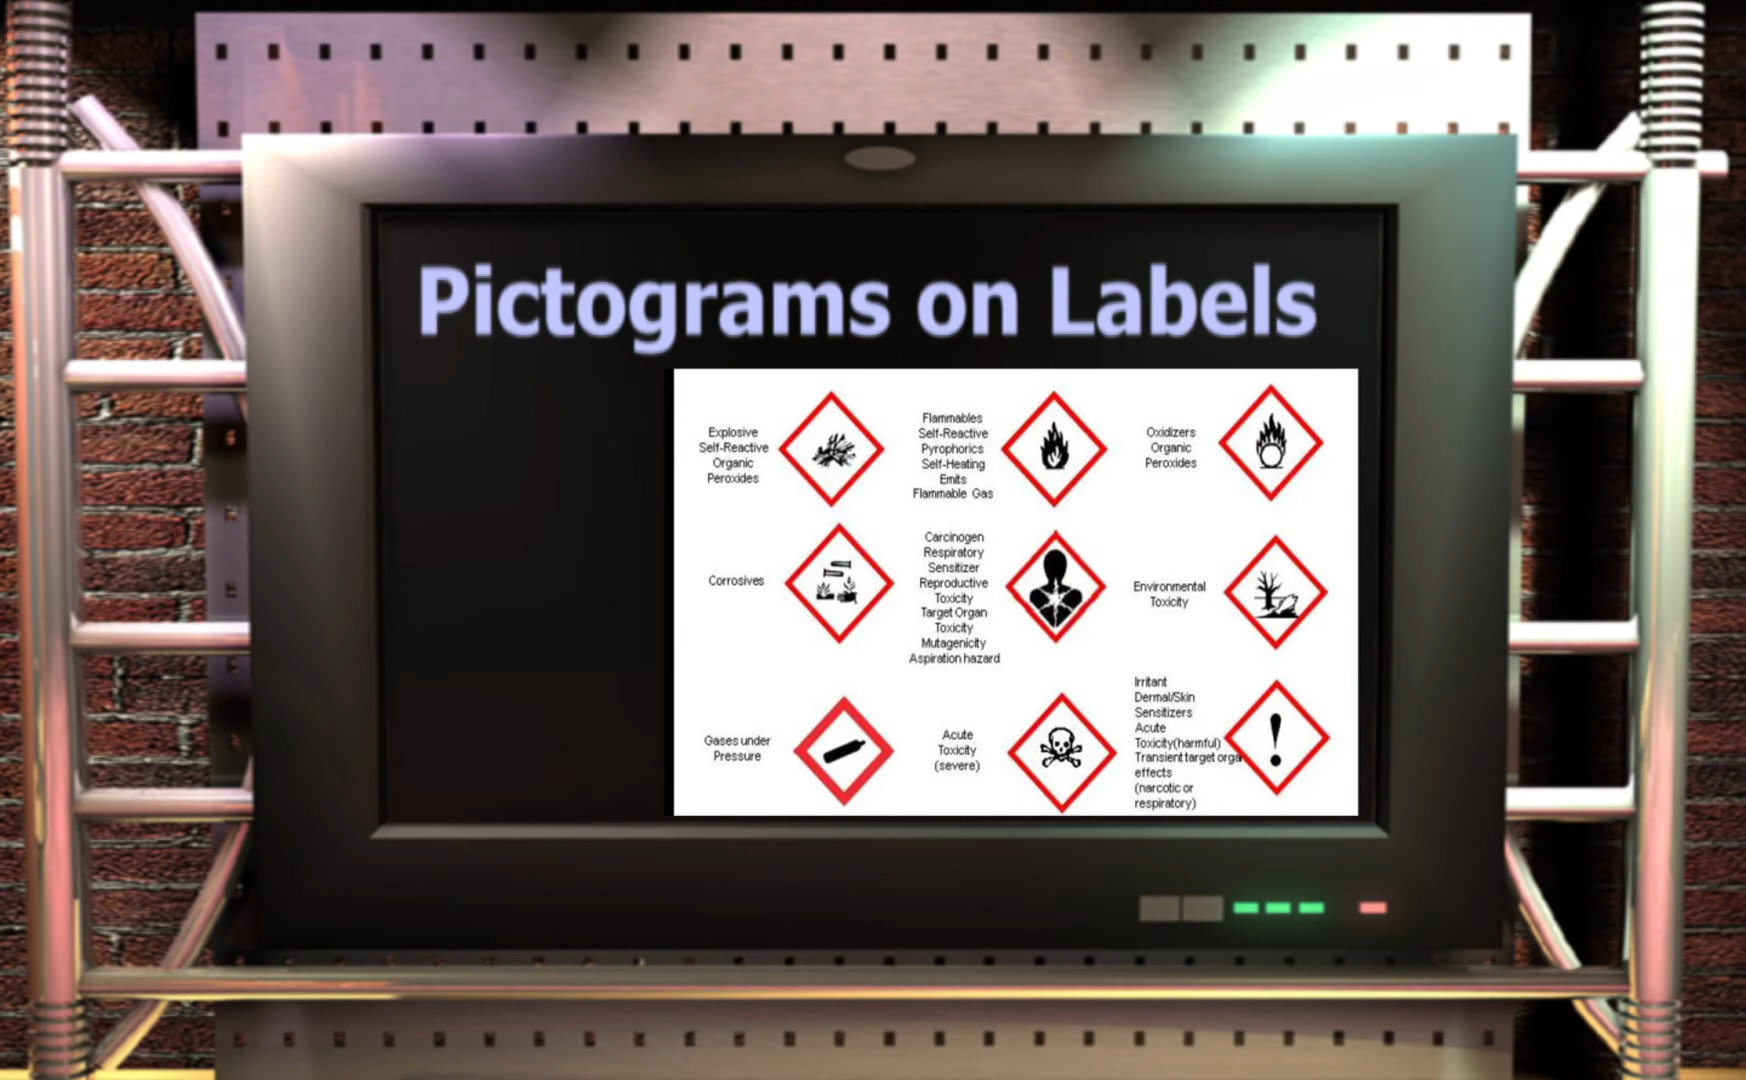 Pictograms on Labels
Explosive
Self-Reactive
Organic
Peroxides
Flammables
Self-Reactive
Pyrophorics
Self-Heating
Emits
Flammable Gas
Oxidizers
Organic
Peroxides
Corrosives
Carcinogen
Respiratory
Sensitizer
Reproductive
Toxicity
Target Organ
Toxicity
Mutagenicity
Aspiration hazard
Environmental
Toxicity
Gases under
Pressure
Acute
Toxicity
(severe)
Irritant
Dermal/Skin
Sensitizers
Acute
Toxicity(harmful)
Transient target orga
effects
(narcotic or
respiratory)